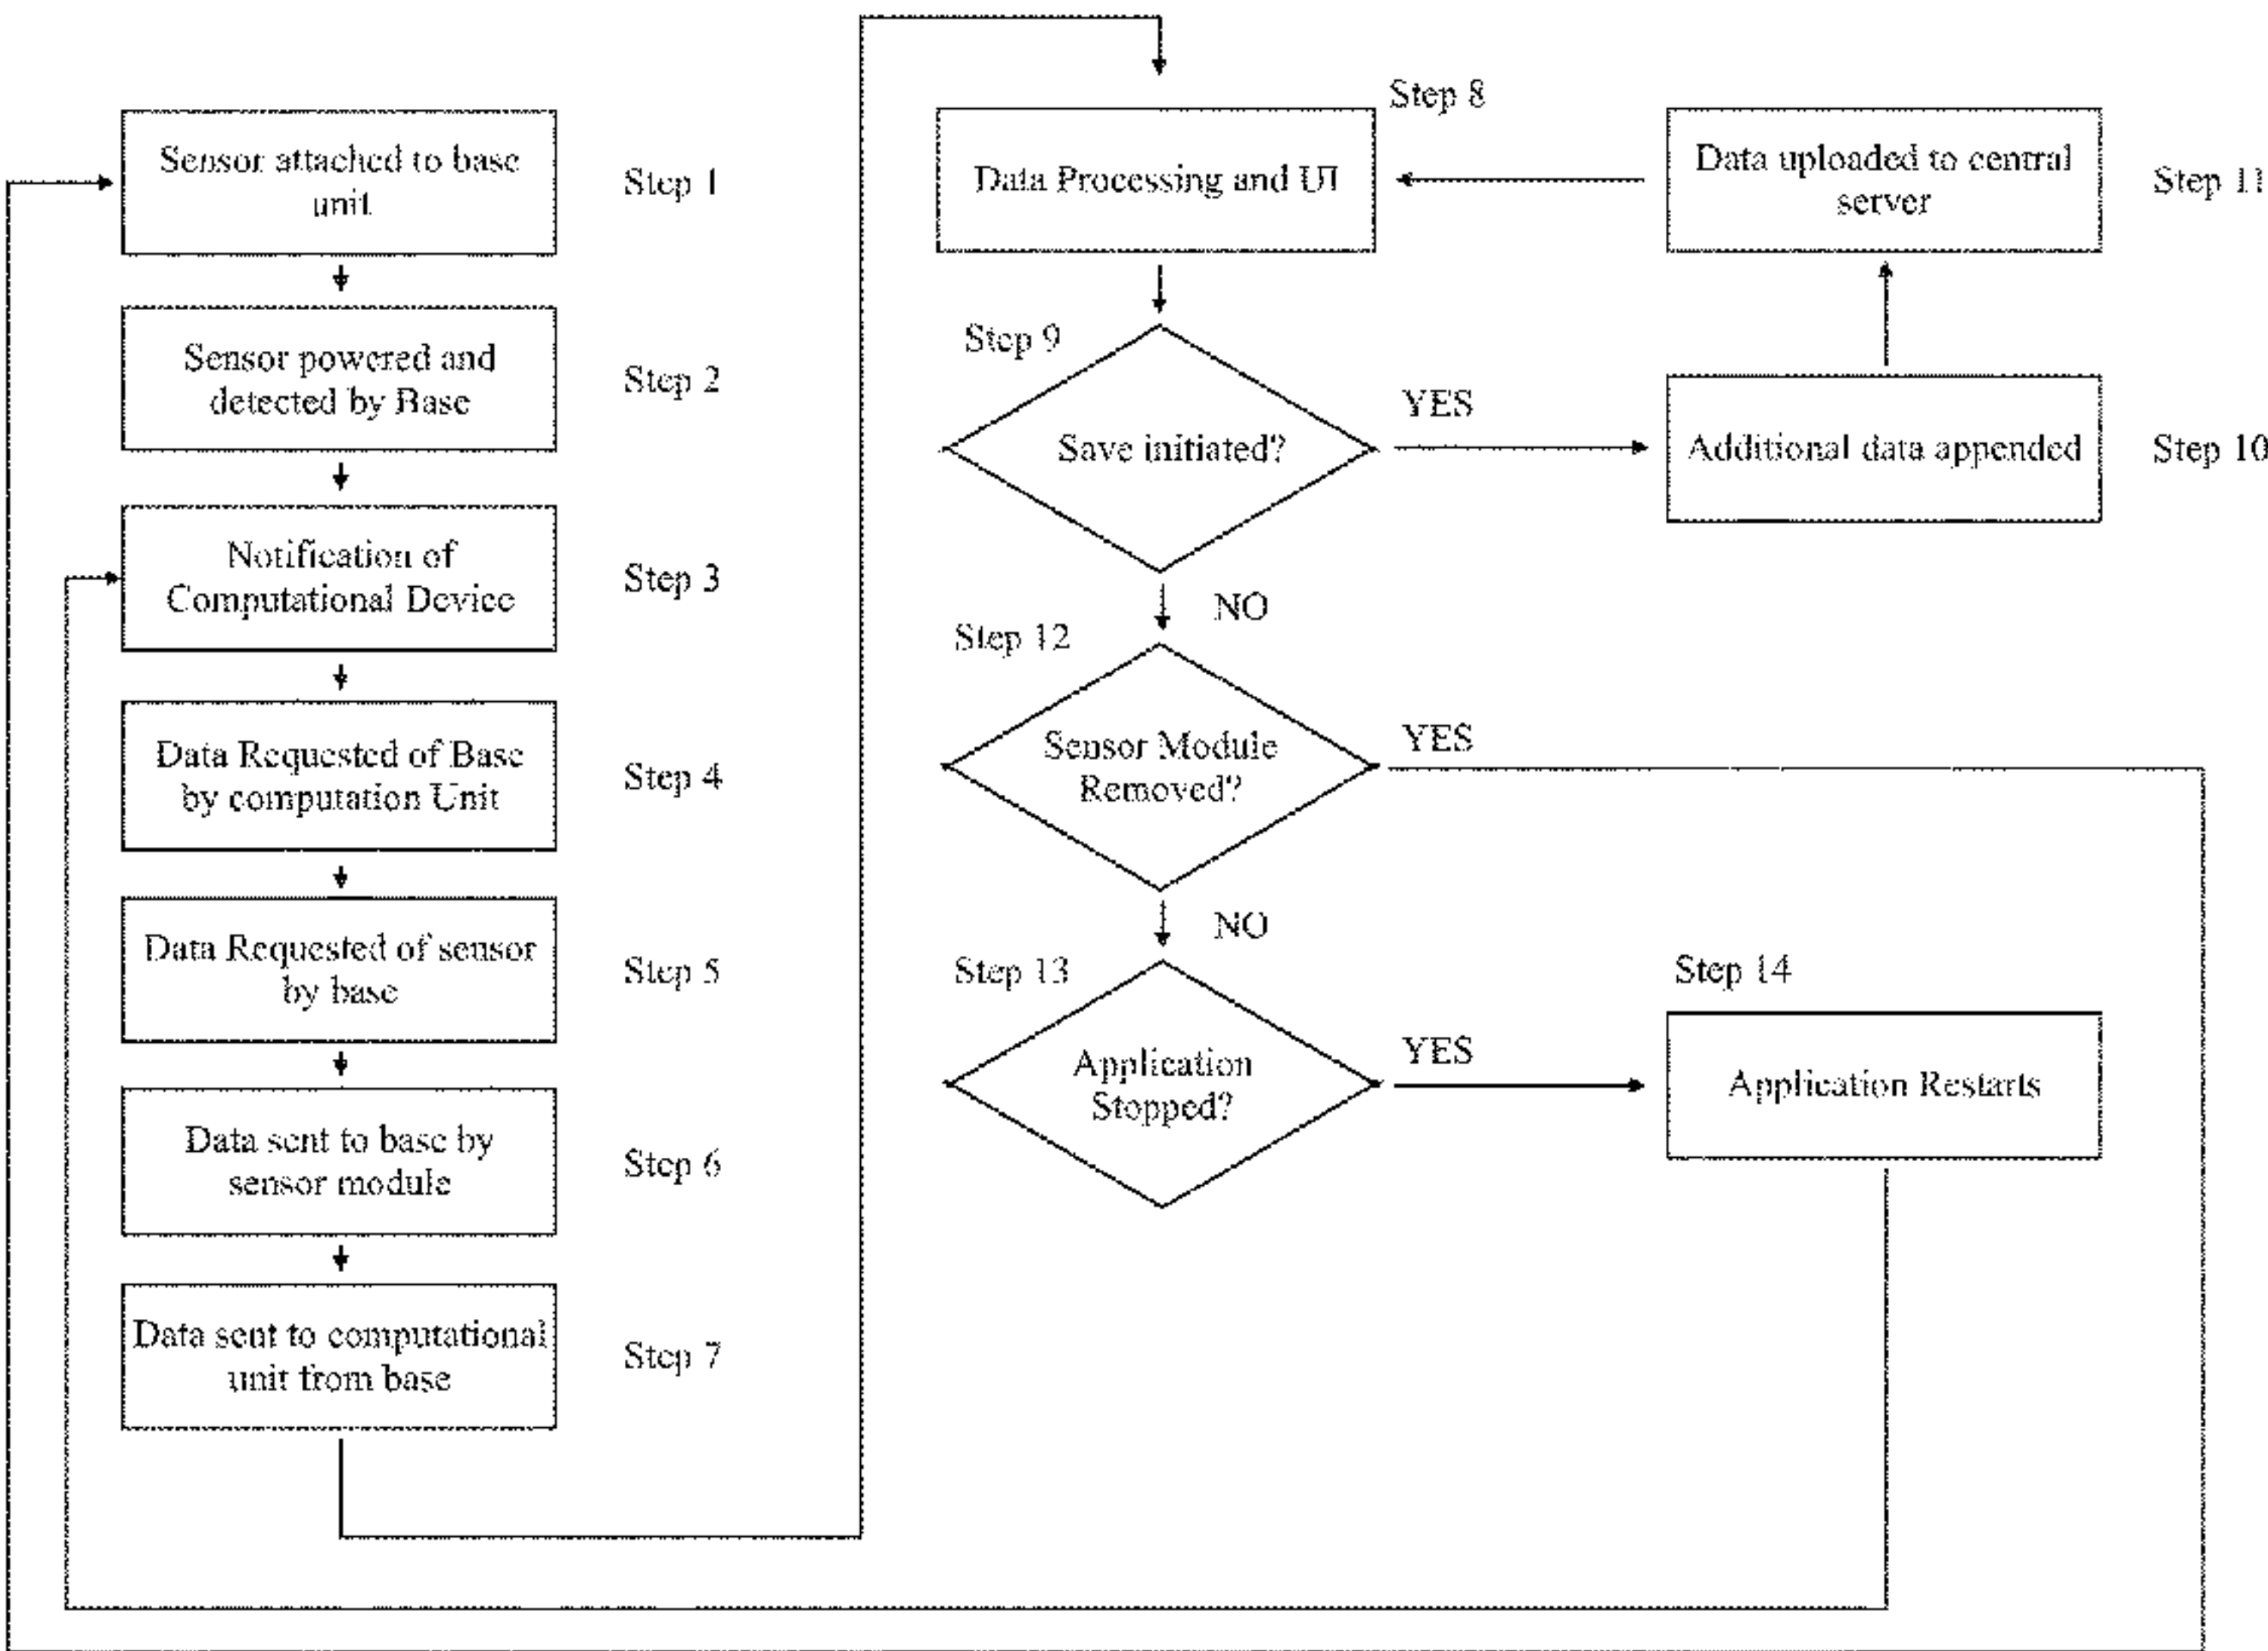 Sensor attached to base
unit
Step 1
Sensor powered and
detected by Base
Step 2
Notification of
Computational Device
Step 3
Data Requested of Base
by computation Unit
Step 4
Data Requested of sensor
by base
Step 5
Data sent to base by
sensor module
Step 6
Data sent to computational
unit from base
Step 7
Step 8
Data Processing and UI
Step 9
Save initiated?
YES
Additional data appended
Step 10
Data uploaded to central
server
Step 11
NO
Step 12
Sensor Module
Removed?
YES
NO
Step 13
Application
Stopped?
YES
Step 14
Application Restarts